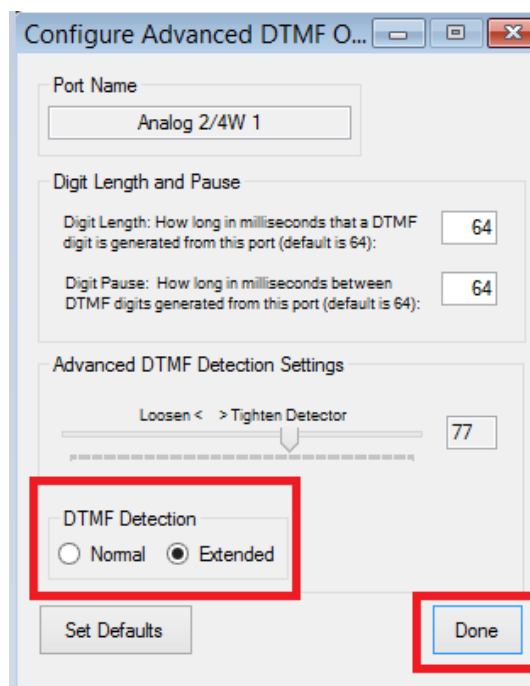 Configure Advanced DTMF O...
Port Name
Analog 2/4W 1
Digit Length and Pause
Digit Length: How long in milliseconds that a DTMF
digit is generated from this port (default is 64):
64
Digit Pause: How long in milliseconds between
DTMF digits generated from this port (default is 64):
64
Advanced DTMF Detection Settings
Loosen < > Tighten Detector
77
DTMF Detection
Normal Extended
Set Defaults Done